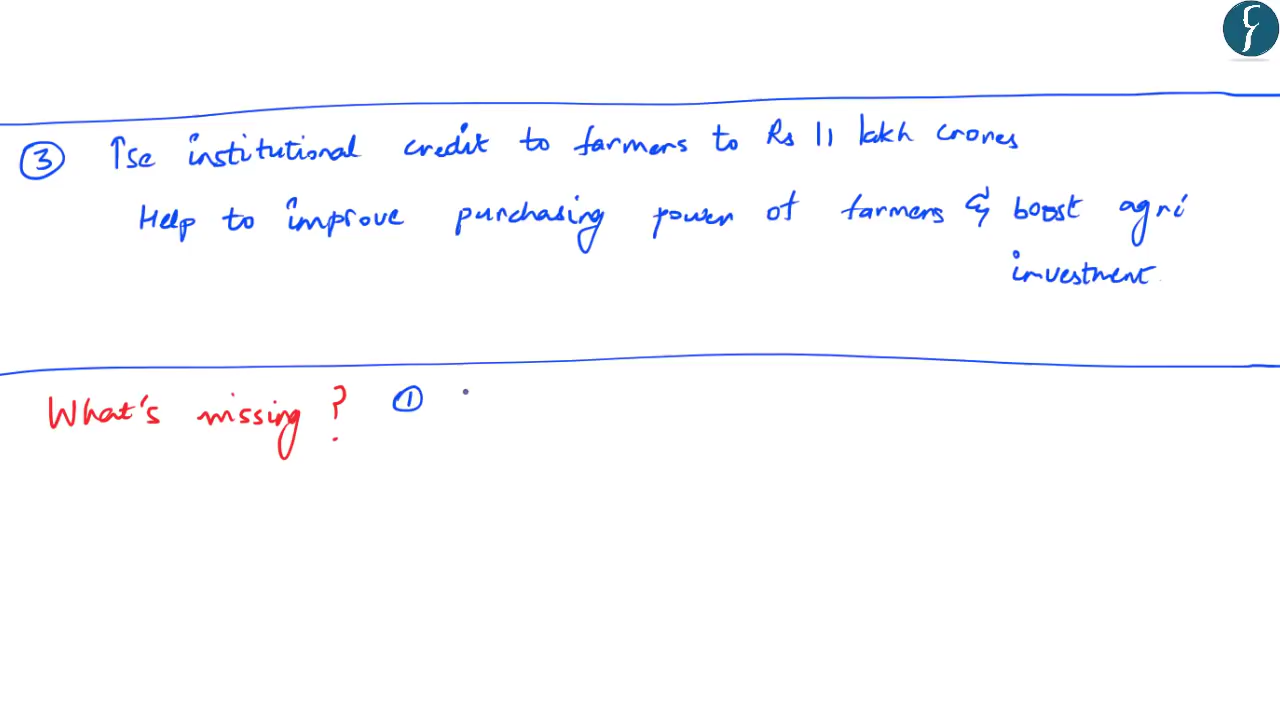 ③ ↑se institutional credit to farmers to Rs 11 lakh crores
Help to improve purchasing power of farmers & boost agri
investment
What's missing ? ①